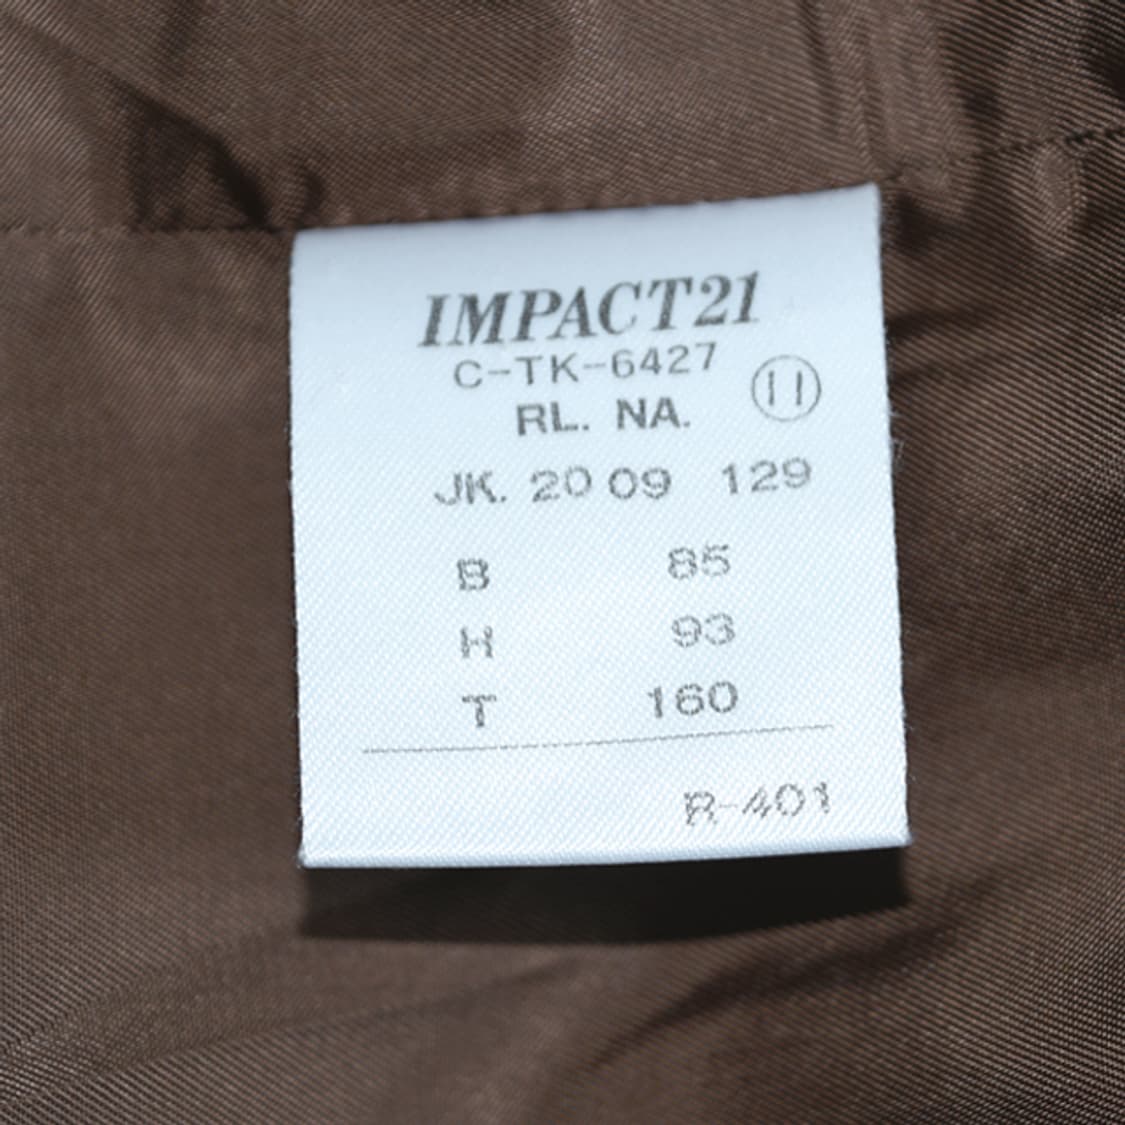 IMPACT21
C-TK-6427
11
RL. NA.
JK. 20 09 129
B 85
H 93
T 160
R-401